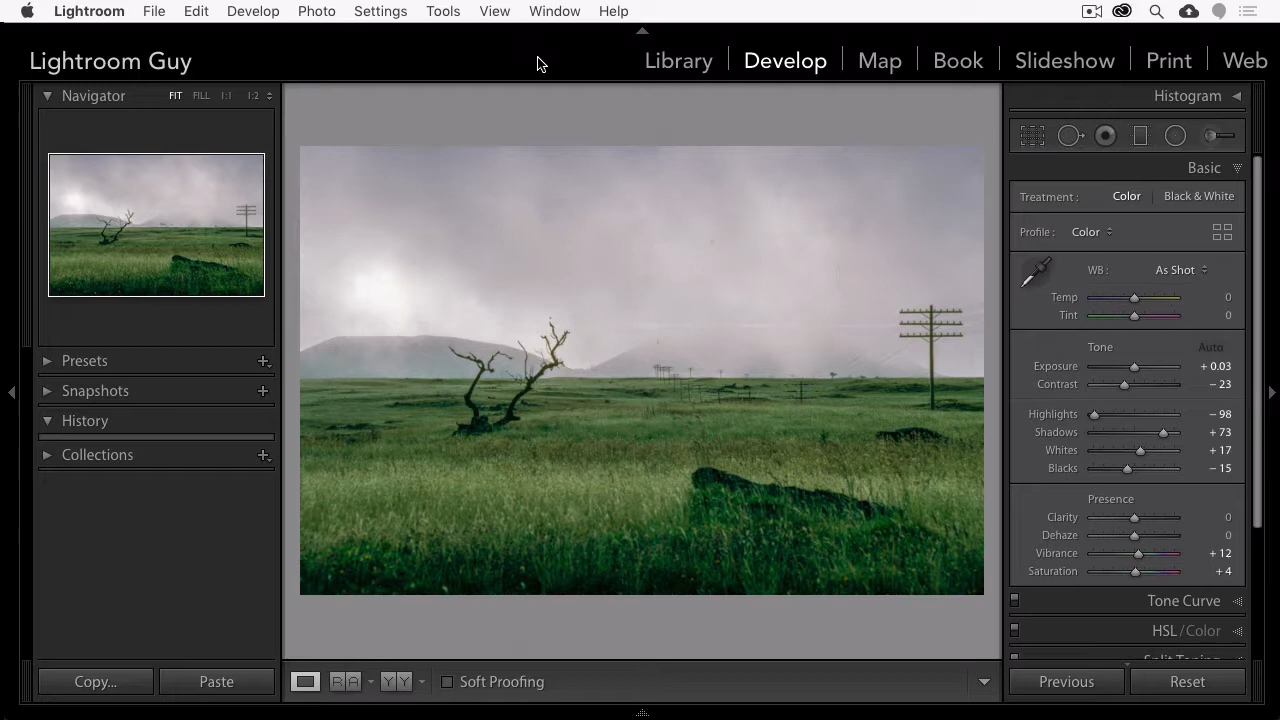 Lightroom File Edit Develop Photo Settings Tools View Window Help
Lightroom Guy
Library Develop Map Book Slideshow Print Web
Navigator FIT FILL 1:1 1:2
Histogram
Basic
Treatment : Color Black & White
Profile : Color
WB : As Shot
Temp 0
Tint 0
Tone Auto
Exposure + 0.03
Contrast − 23
Highlights − 98
Shadows + 73
Whites + 17
Blacks − 15
Presence
Clarity 0
Dehaze 0
Vibrance + 12
Saturation + 4
Presets
Snapshots
History
Collections
Tone Curve
HSL / Color
Split Toning
Copy... Paste
R A Y Y Soft Proofing
Previous Reset